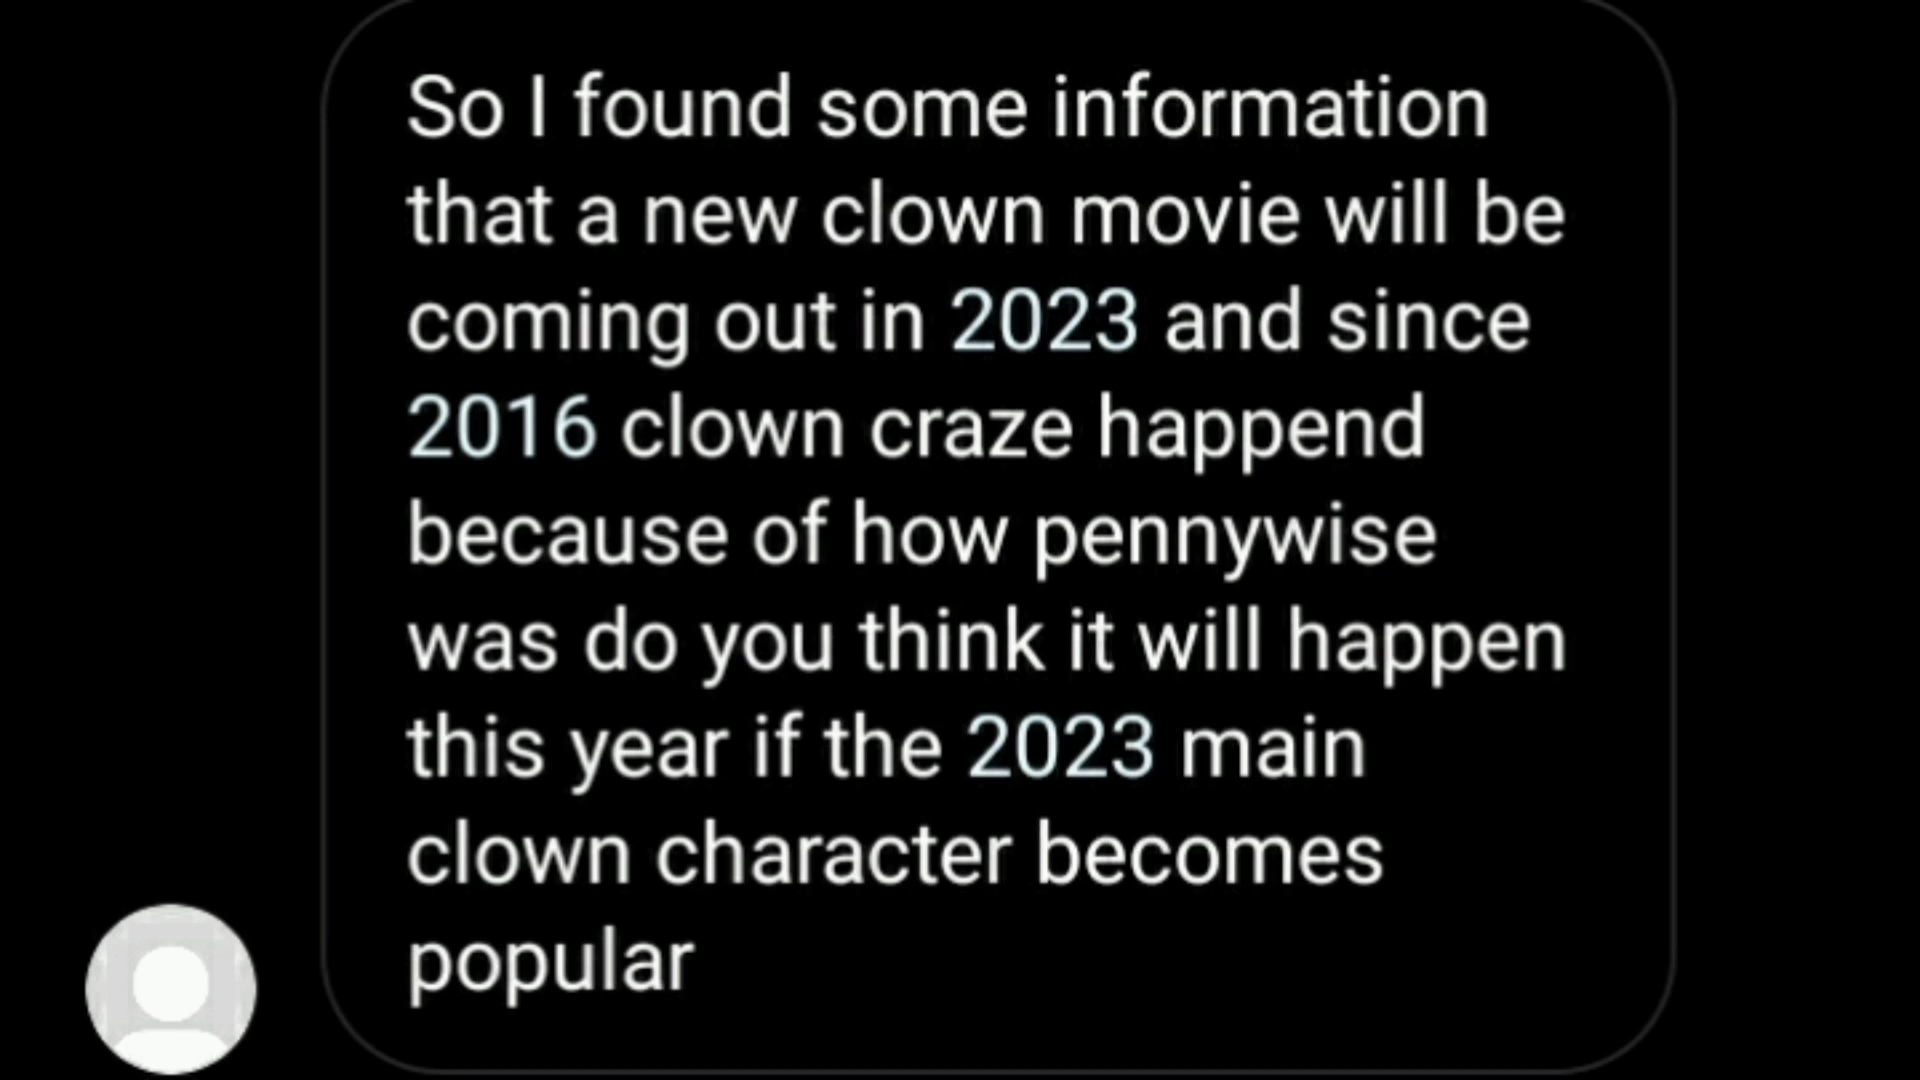 So I found some information
that a new clown movie will be
coming out in 2023 and since
2016 clown craze happend
because of how pennywise
was do you think it will happen
this year if the 2023 main
clown character becomes
popular